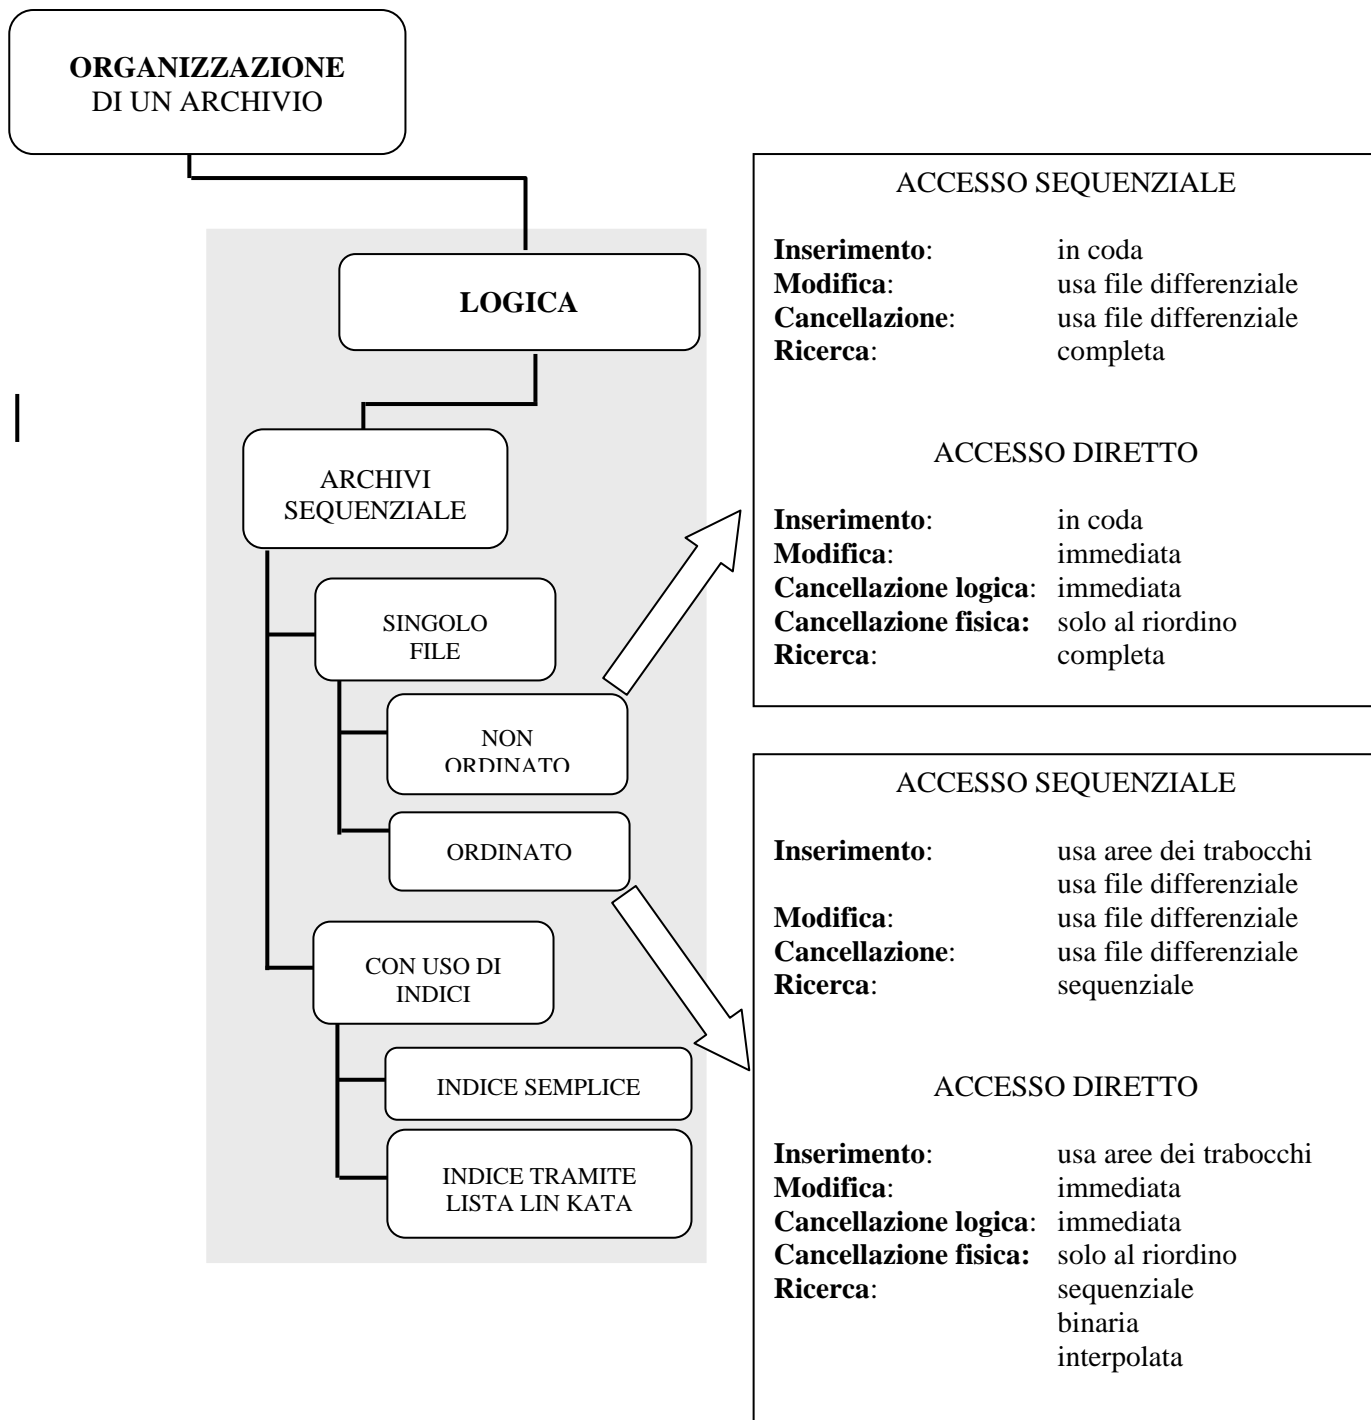 ORGANIZZAZIONE
DI UN ARCHIVIO
LOGICA
ARCHIVI
SEQUENZIALE
SINGOLO
FILE
NON
ORDINATO
ORDINATO
CON USO DI
INDICI
INDICE SEMPLICE
INDICE TRAMITE
LISTA LIN KATA
ACCESSO SEQUENZIALE
Inserimento: in coda
Modifica: usa file differenziale
Cancellazione: usa file differenziale
Ricerca: completa
ACCESSO DIRETTO
Inserimento: in coda
Modifica: immediata
Cancellazione logica: immediata
Cancellazione fisica: solo al riordino
Ricerca: completa
ACCESSO SEQUENZIALE
Inserimento: usa aree dei trabocchi
usa file differenziale
Modifica: usa file differenziale
Cancellazione: usa file differenziale
Ricerca: sequenziale
ACCESSO DIRETTO
Inserimento: usa aree dei trabocchi
Modifica: immediata
Cancellazione logica: immediata
Cancellazione fisica: solo al riordino
Ricerca: sequenziale
binaria
interpolata